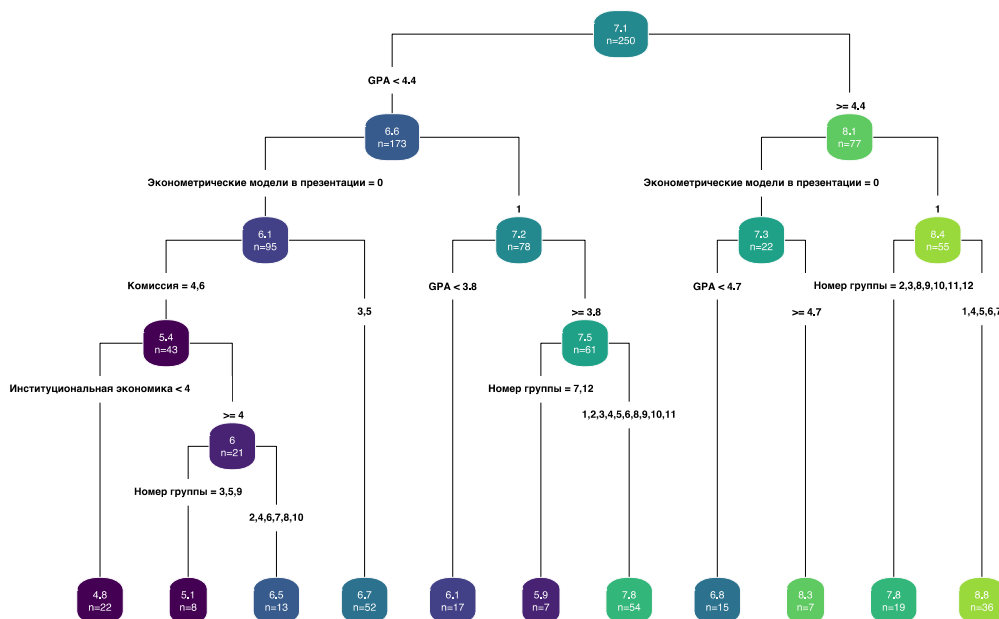 7.1
n=250
GPA < 4.4
>= 4.4
6.6
n=173
8.1
n=77
Эконометрические модели в презентации = 0
1
Эконометрические модели в презентации = 0
1
6.1
n=95
7.2
n=78
7.3
n=22
8.4
n=55
Комиссия = 4,6
3,5
GPA < 3.8
>= 3.8
GPA < 4.7
>= 4.7
Номер группы = 2,3,8,9,10,11,12
1,4,5,6,7
5.4
n=43
7.5
n=61
Институциональная экономика < 4
>= 4
Номер группы = 7,12
1,2,3,4,5,6,8,9,10,11
6
n=21
Номер группы = 3,5,9
2,4,6,7,8,10
4.8
n=22
5.1
n=8
6.5
n=13
6.7
n=52
6.1
n=17
5.9
n=7
7.8
n=54
6.8
n=15
8.3
n=7
7.8
n=19
8.8
n=36